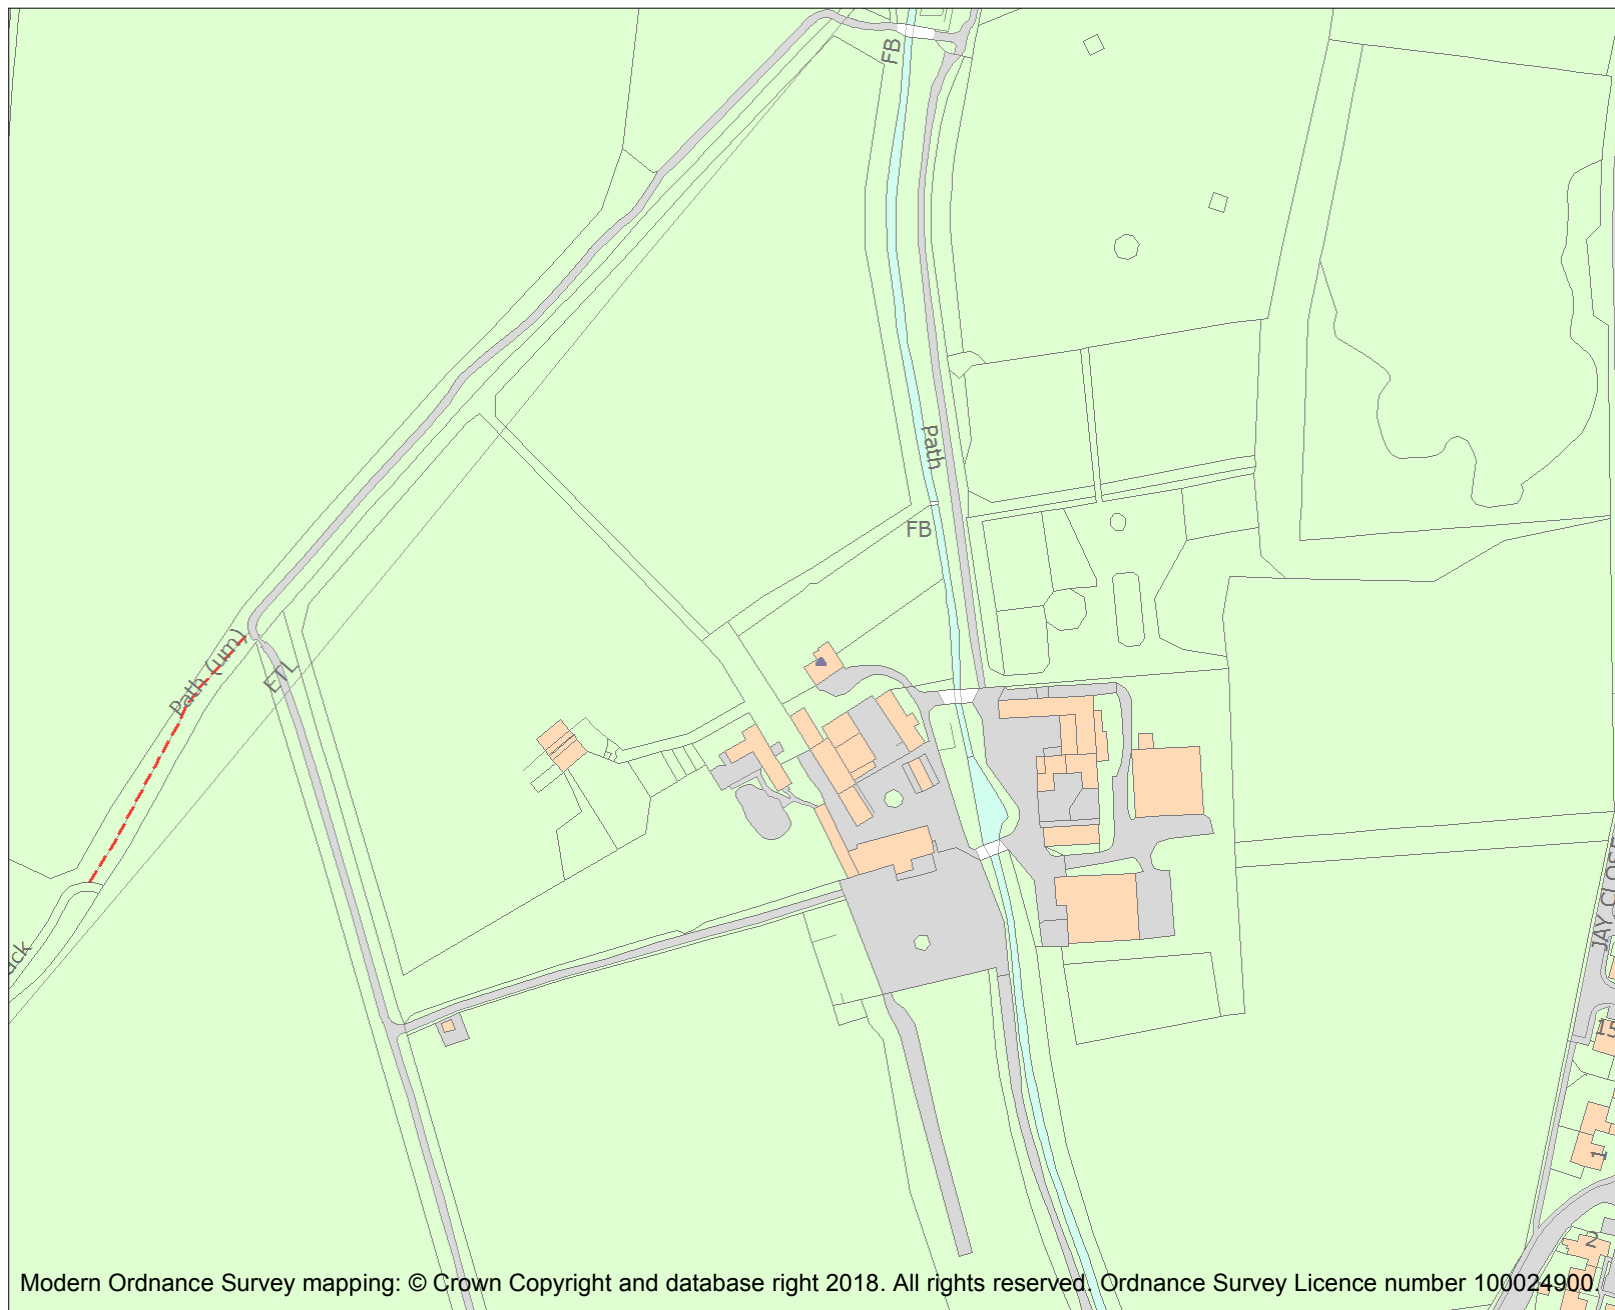 FB
Path
FB
Path (um)
ETL
JAY CLOSE
15
1
2
Modern Ordnance Survey mapping: © Crown Copyright and database right 2018. All rights reserved. Ordnance Survey Licence number 100024900.